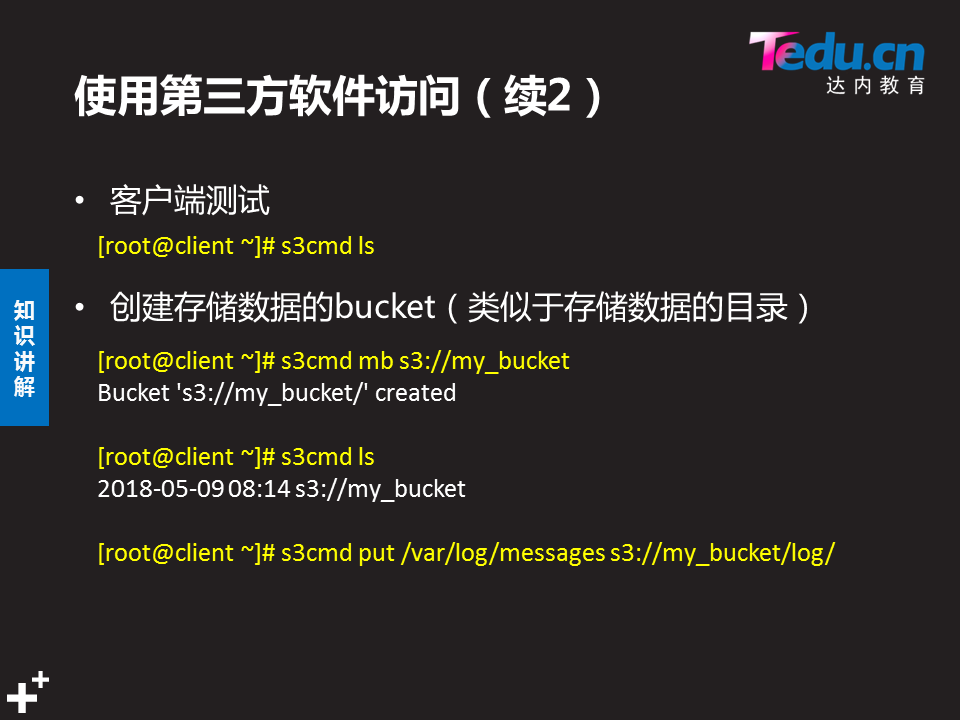 Tedu.cn
达内教育
使用第三方软件访问（续2）
• 客户端测试
[root@client ~]# s3cmd ls
• 创建存储数据的bucket（类似于存储数据的目录）
[root@client ~]# s3cmd mb s3://my_bucket
Bucket 's3://my_bucket/' created
[root@client ~]# s3cmd ls
2018-05-09 08:14 s3://my_bucket
[root@client ~]# s3cmd put /var/log/messages s3://my_bucket/log/
知识讲解